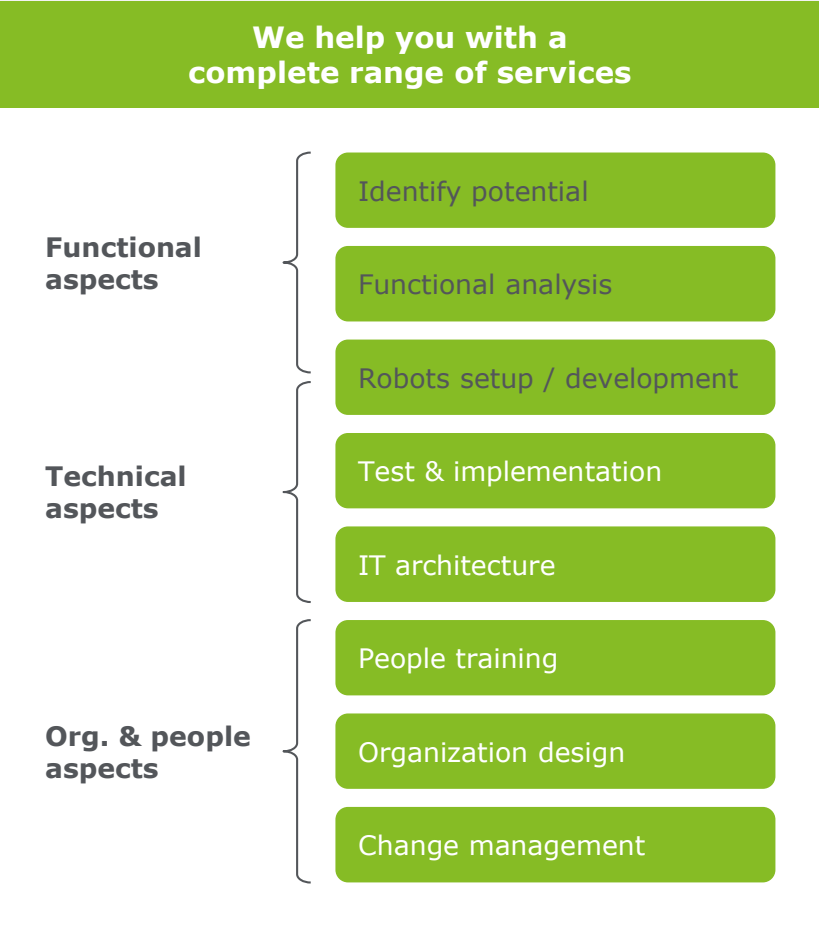 We help you with a
complete range of services
Functional
aspects
Identify potential
Functional analysis
Robots setup / development
Technical
aspects
Test & implementation
IT architecture
Org. & people
aspects
People training
Organization design
Change management